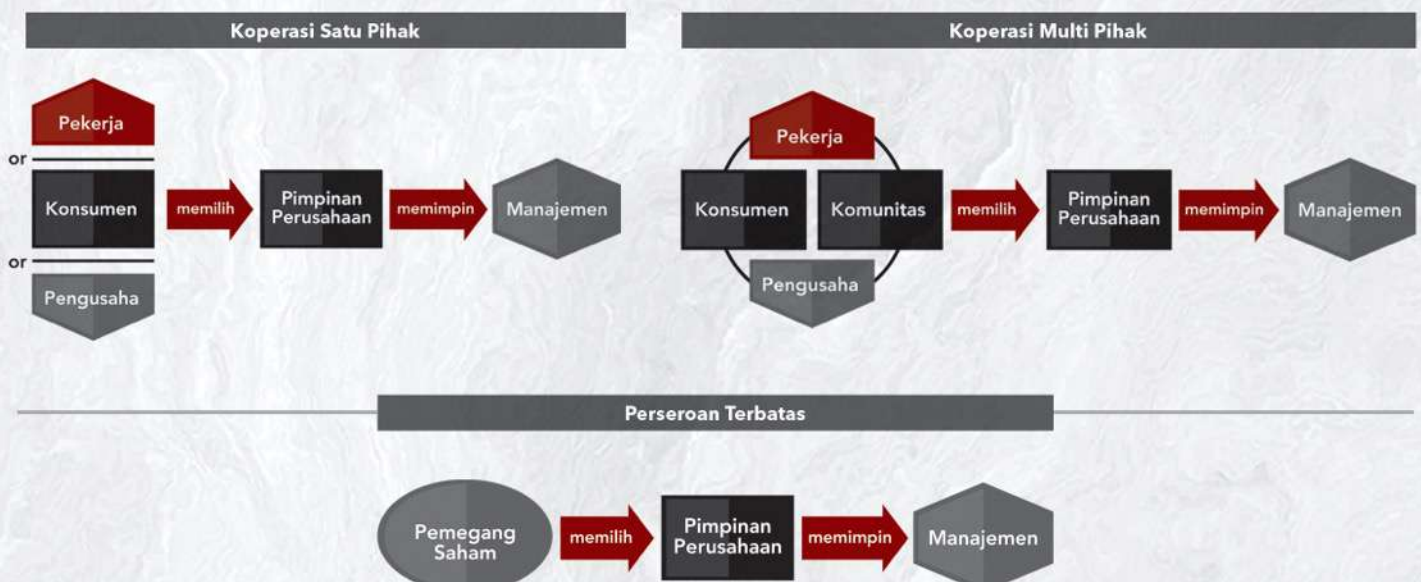 Koperasi Satu Pihak
Pekerja
or
Konsumen
memilih
Pimpinan
Perusahaan
memimpin
Manajemen
or
Pengusaha
Koperasi Multi Pihak
Pekerja
Konsumen
Komunitas
memilih
Pimpinan
Perusahaan
memimpin
Manajemen
Pengusaha
Perseroan Terbatas
Pemegang
Saham
memilih
Pimpinan
Perusahaan
memimpin
Manajemen